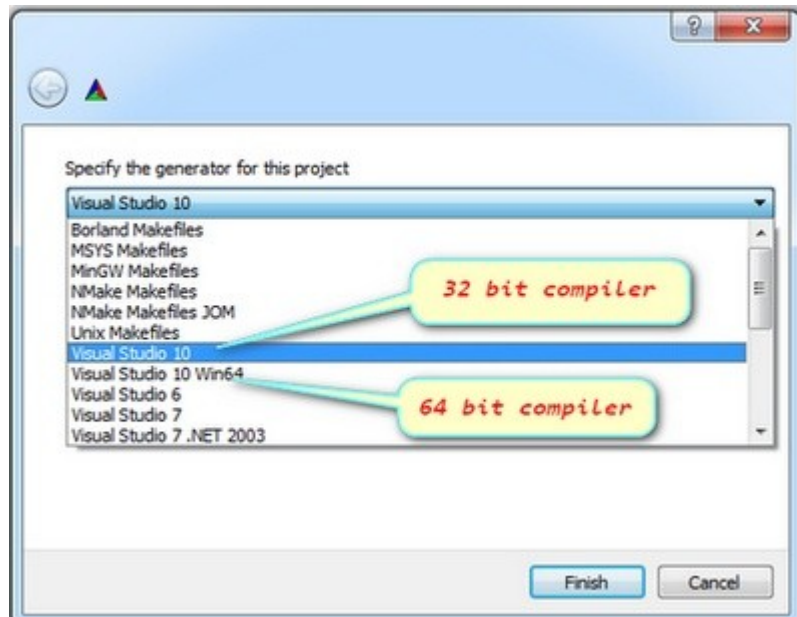 Specify the generator for this project
Visual Studio 10
Borland Makefiles
MSYS Makefiles
MinGW Makefiles
NMake Makefiles
NMake Makefiles JOM
Unix Makefiles
Visual Studio 10
Visual Studio 10 Win64
Visual Studio 6
Visual Studio 7
Visual Studio 7 .NET 2003
32 bit compiler
64 bit compiler
Finish
Cancel